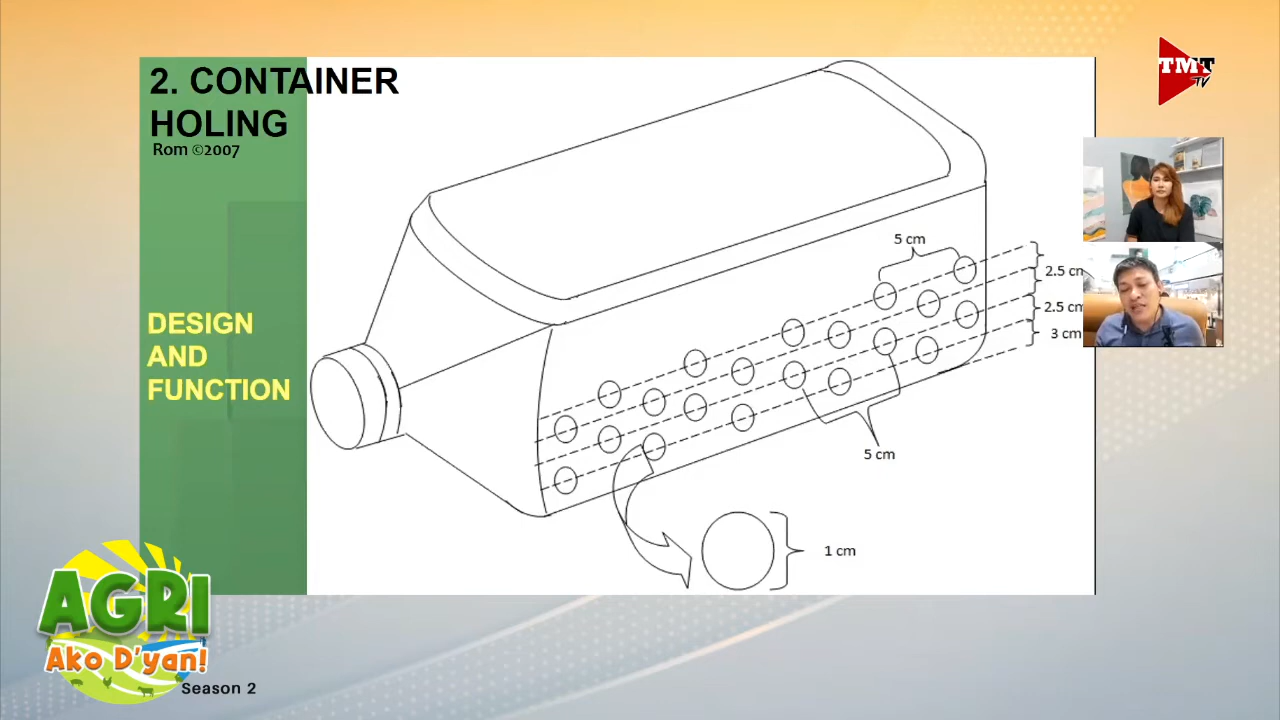 2. CONTAINER
HOLING
Rom ©2007
DESIGN
AND
FUNCTION
5 cm
2.5 cm
2.5 cm
3 cm
5 cm
1 cm
TMT
TV
AGRI
Ako D'yan!
Season 2